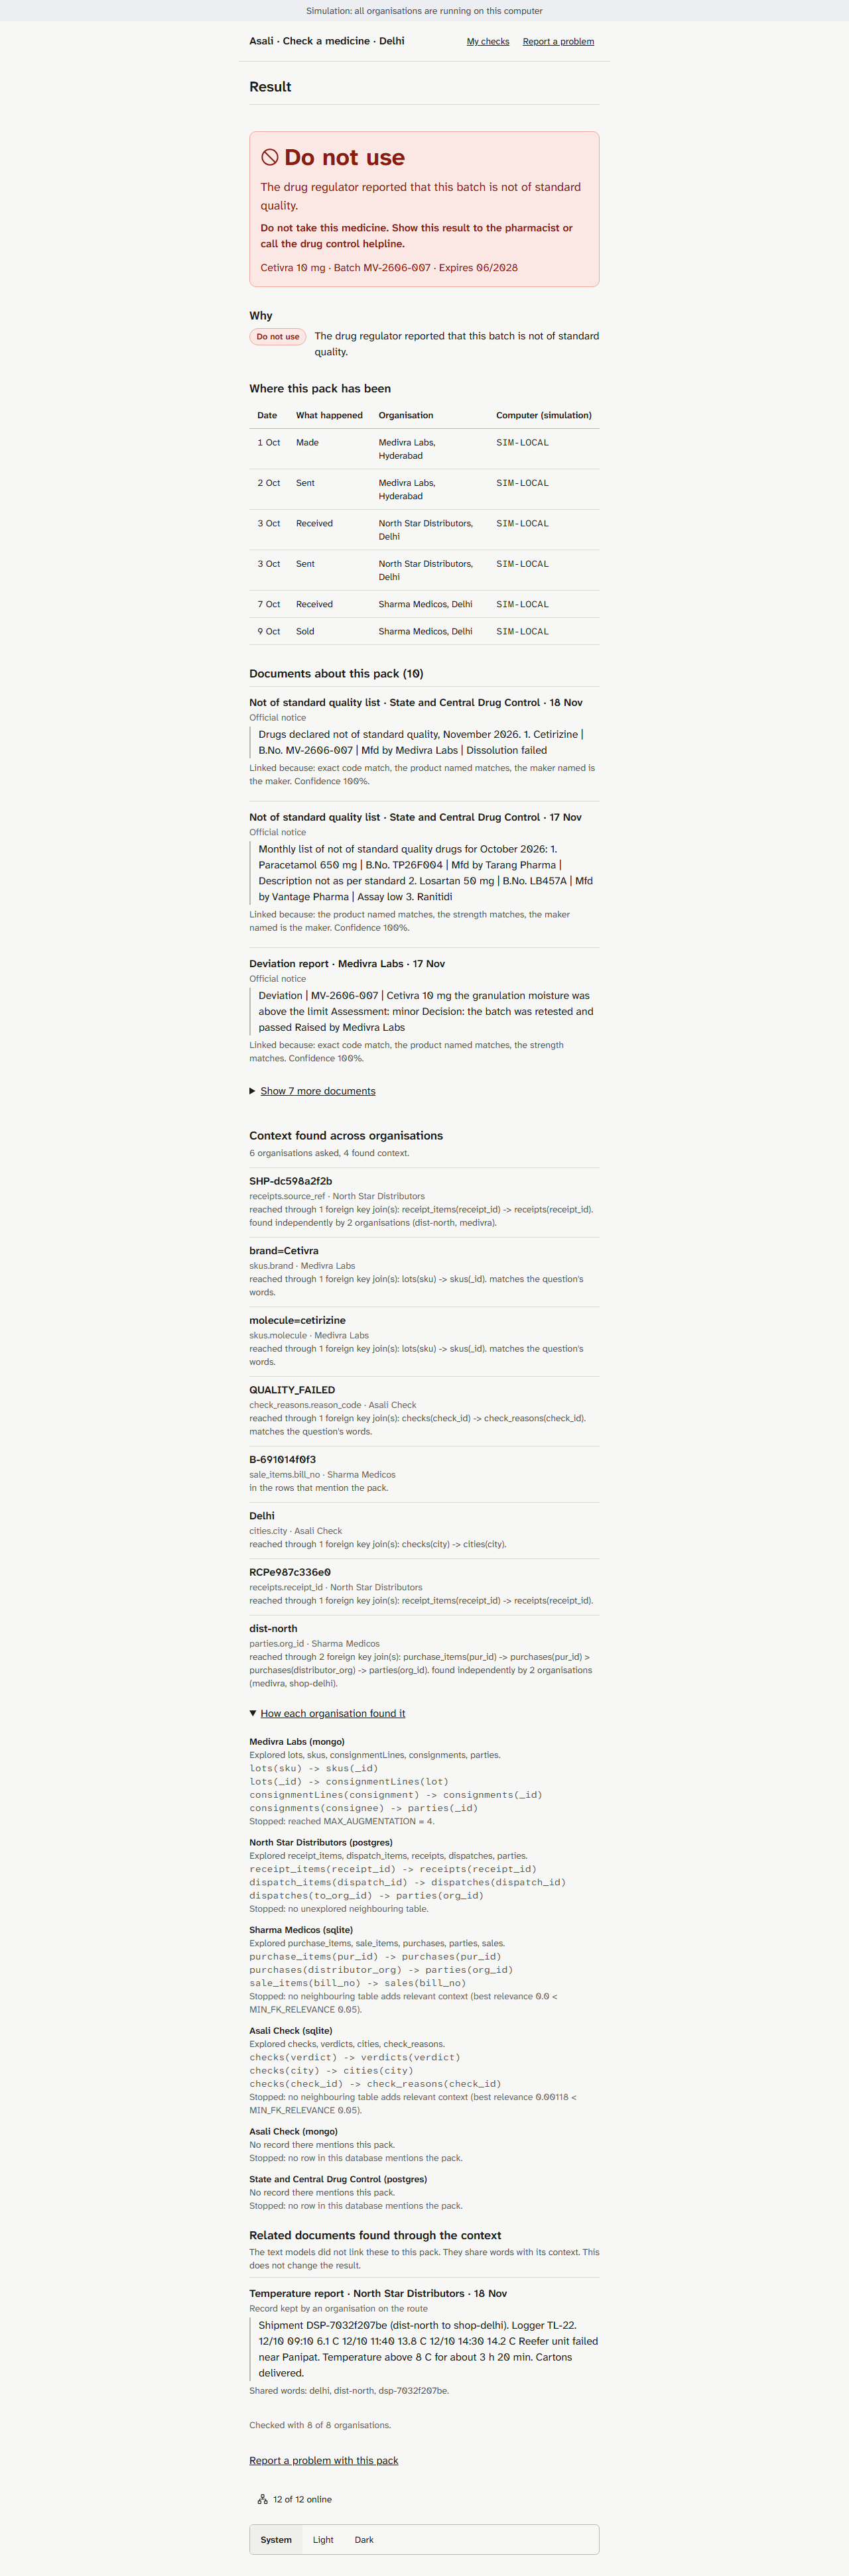 Simulation: all organisations are running on this computer
Asali · Check a medicine · Delhi
My checks
Report a problem
Result
Do not use
The drug regulator reported that this batch is not of standard
quality.
Do not take this medicine. Show this result to the pharmacist or
call the drug control helpline.
Cetivra 10 mg · Batch MV-2606-007 · Expires 06/2028
Why
Do not use
The drug regulator reported that this batch is not of standard
quality.
Where this pack has been
Date What happened Organisation Computer (simulation)
1 Oct Made Medivra Labs, SIM-LOCAL
Hyderabad
2 Oct Sent Medivra Labs, SIM-LOCAL
Hyderabad
3 Oct Received North Star Distributors, SIM-LOCAL
Delhi
3 Oct Sent North Star Distributors, SIM-LOCAL
Delhi
7 Oct Received Sharma Medicos, Delhi SIM-LOCAL
9 Oct Sold Sharma Medicos, Delhi SIM-LOCAL
Documents about this pack (10)
Not of standard quality list · State and Central Drug Control · 18 Nov
Official notice
Drugs declared not of standard quality, November 2026. 1. Cetirizine |
B.No. MV-2606-007 | Mfd by Medivra Labs | Dissolution failed
Linked because: exact code match, the product named matches, the maker named is
the maker. Confidence 100%.
Not of standard quality list · State and Central Drug Control · 17 Nov
Official notice
Monthly list of not of standard quality drugs for October 2026: 1.
Paracetamol 650 mg | B.No. TP26F004 | Mfd by Tarang Pharma |
Description not as per standard 2. Losartan 50 mg | B.No. LB457A | Mfd
by Vantage Pharma | Assay low 3. Ranitidi
Linked because: the product named matches, the strength matches, the maker
named is the maker. Confidence 100%.
Deviation report · Medivra Labs · 17 Nov
Official notice
Deviation | MV-2606-007 | Cetivra 10 mg the granulation moisture was
above the limit Assessment: minor Decision: the batch was retested and
passed Raised by Medivra Labs
Linked because: exact code match, the product named matches, the strength
matches. Confidence 100%.
Show 7 more documents
Context found across organisations
6 organisations asked, 4 found context.
SHP-dc598a2f2b
receipts.source_ref · North Star Distributors
reached through 1 foreign key join(s): receipt_items(receipt_id) -> receipts(receipt_id).
found independently by 2 organisations (dist-north, medivra).
brand=Cetivra
skus.brand · Medivra Labs
reached through 1 foreign key join(s): lots(sku) -> skus(_id). matches the question's
words.
molecule=cetirizine
skus.molecule · Medivra Labs
reached through 1 foreign key join(s): lots(sku) -> skus(_id). matches the question's
words.
QUALITY_FAILED
check_reasons.reason_code · Asali Check
reached through 1 foreign key join(s): checks(check_id) -> check_reasons(check_id).
matches the question's words.
B-691014f0f3
sale_items.bill_no · Sharma Medicos
in the rows that mention the pack.
Delhi
cities.city · Asali Check
reached through 1 foreign key join(s): checks(city) -> cities(city).
RCPe987c336e0
receipts.receipt_id · North Star Distributors
reached through 1 foreign key join(s): receipt_items(receipt_id) -> receipts(receipt_id).
dist-north
parties.org_id · Sharma Medicos
reached through 2 foreign key join(s): purchase_items(pur_id) -> purchases(pur_id) >
purchases(distributor_org) -> parties(org_id). found independently by 2 organisations
(medivra, shop-delhi).
How each organisation found it
Medivra Labs (mongo)
Explored lots, skus, consignmentLines, consignments, parties.
lots(sku) -> skus(_id)
lots(_id) -> consignmentLines(lot)
consignmentLines(consignment) -> consignments(_id)
consignments(consignee) -> parties(_id)
Stopped: reached MAX_AUGMENTATION = 4.
North Star Distributors (postgres)
Explored receipt_items, dispatch_items, receipts, dispatches, parties.
receipt_items(receipt_id) -> receipts(receipt_id)
dispatch_items(dispatch_id) -> dispatches(dispatch_id)
dispatches(to_org_id) -> parties(org_id)
Stopped: no unexplored neighbouring table.
Sharma Medicos (sqlite)
Explored purchase_items, sale_items, purchases, parties, sales.
purchase_items(pur_id) -> purchases(pur_id)
purchases(distributor_org) -> parties(org_id)
sale_items(bill_no) -> sales(bill_no)
Stopped: no neighbouring table adds relevant context (best relevance 0.0 <
MIN_FK_RELEVANCE 0.05).
Asali Check (sqlite)
Explored checks, verdicts, cities, check_reasons.
checks(verdict) -> verdicts(verdict)
checks(city) -> cities(city)
checks(check_id) -> check_reasons(check_id)
Stopped: no neighbouring table adds relevant context (best relevance 0.00118 <
MIN_FK_RELEVANCE 0.05).
Asali Check (mongo)
No record there mentions this pack.
Stopped: no row in this database mentions the pack.
State and Central Drug Control (postgres)
No record there mentions this pack.
Stopped: no row in this database mentions the pack.
Related documents found through the context
The text models did not link these to this pack. They share words with its context. This
does not change the result.
Temperature report · North Star Distributors · 18 Nov
Record kept by an organisation on the route
Shipment DSP-7032f207be (dist-north to shop-delhi). Logger TL-22.
12/10 09:10 6.1 C 12/10 11:40 13.8 C 12/10 14:30 14.2 C Reefer unit failed
near Panipat. Temperature above 8 C for about 3 h 20 min. Cartons
delivered.
Shared words: delhi, dist-north, dsp-7032f207be.
Checked with 8 of 8 organisations.
Report a problem with this pack
12 of 12 online
System Light Dark